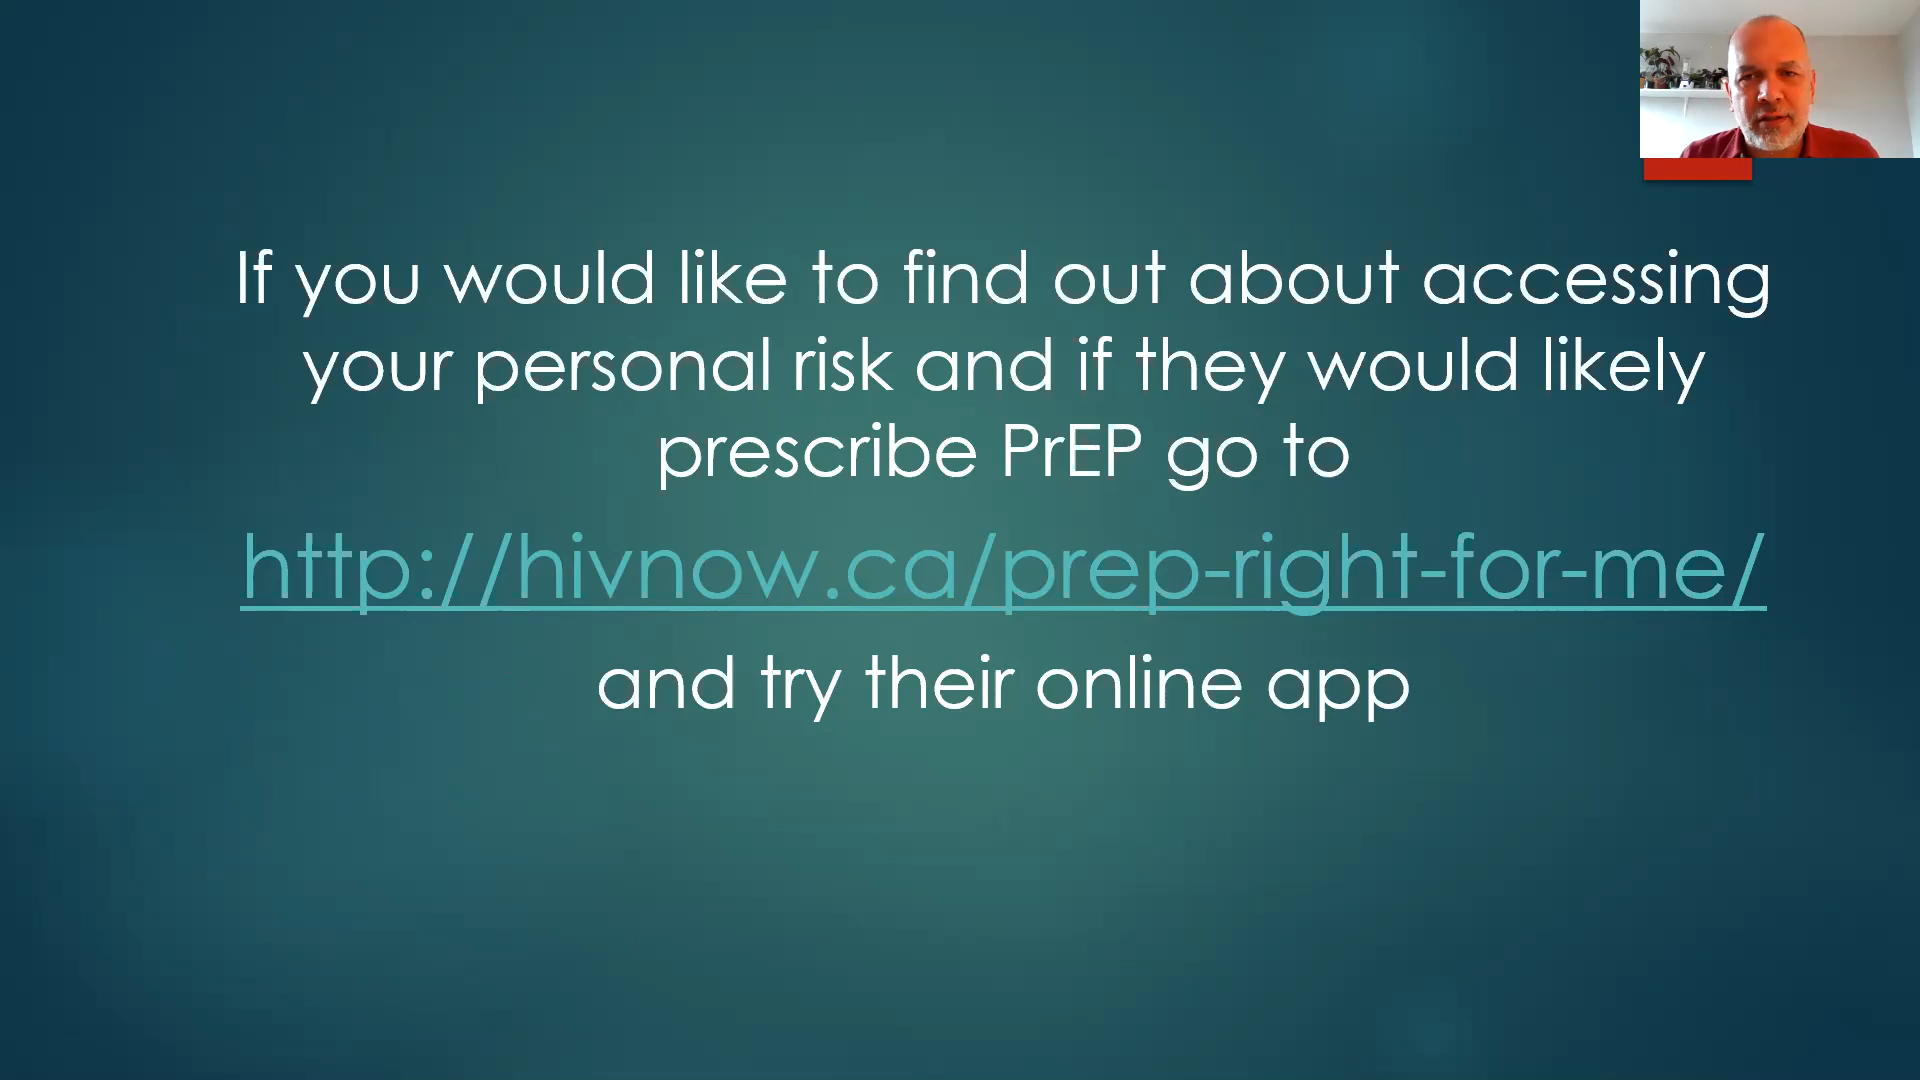 If you would like to find out about accessing
your personal risk and if they would likely
prescribe PrEP go to
http://hivnow.ca/prep-right-for-me/
and try their online app